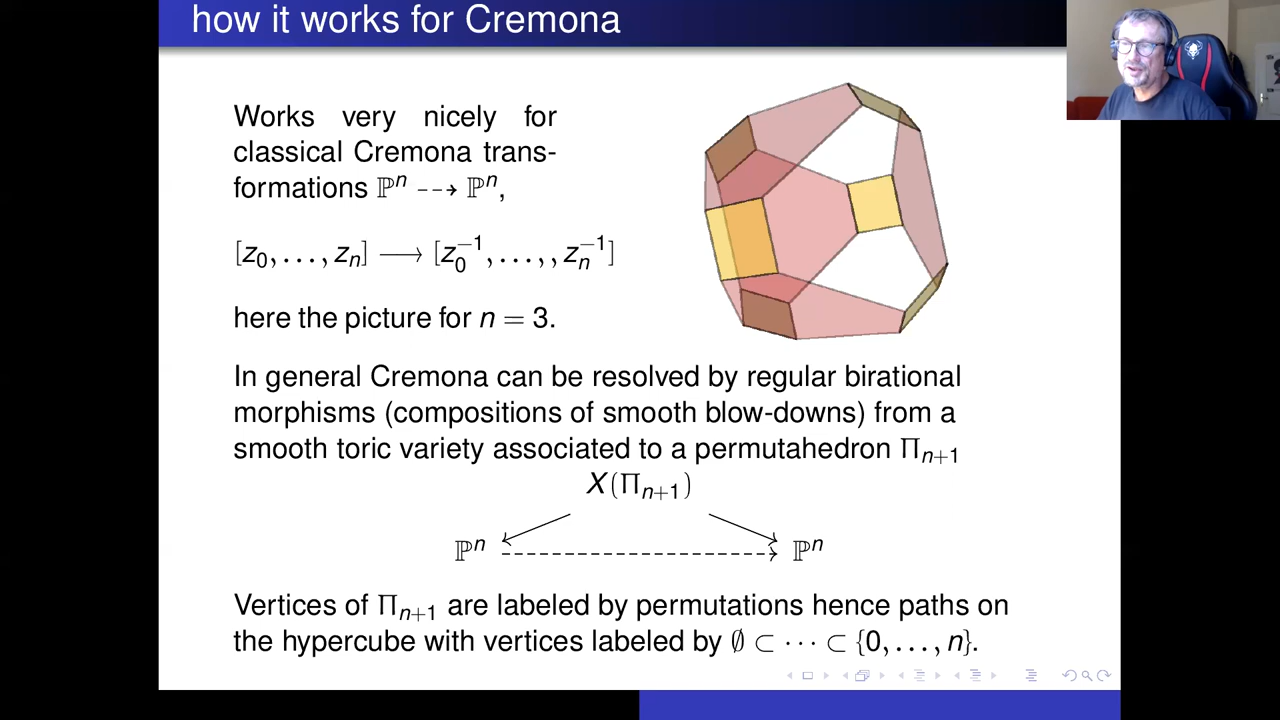 how it works for Cremona
Works very nicely for
classical Cremona trans-
formations ℙⁿ ⇢ ℙⁿ,
[z₀, . . . , zₙ] ⟶ [z₀⁻¹, . . . , , zₙ⁻¹]
here the picture for n = 3.
In general Cremona can be resolved by regular birational
morphisms (compositions of smooth blow-downs) from a
smooth toric variety associated to a permutahedron Πₙ₊₁
X(Πₙ₊₁)
ℙⁿ ⇢ ℙⁿ
Vertices of Πₙ₊₁ are labeled by permutations hence paths on
the hypercube with vertices labeled by ∅ ⊂ · · · ⊂ {0, . . . , n}.